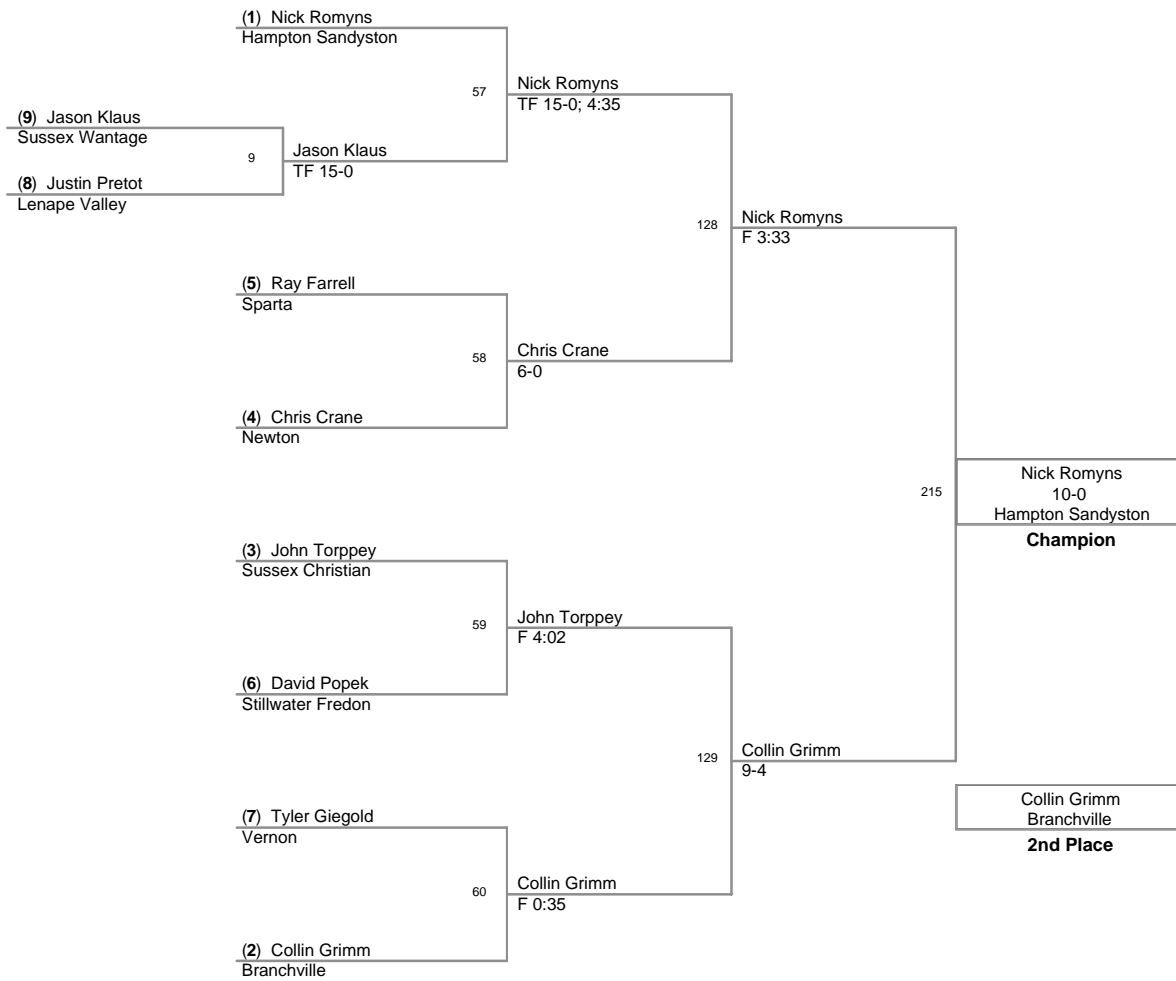 (1) Nick Romyns
Hampton Sandyston
57
Nick Romyns
TF 15-0; 4:35
(9) Jason Klaus
Sussex Wantage
9
Jason Klaus
TF 15-0
(8) Justin Pretot
Lenape Valley
128
Nick Romyns
F 3:33
(5) Ray Farrell
Sparta
58
Chris Crane
6-0
(4) Chris Crane
Newton
215
Nick Romyns
10-0
Hampton Sandyston
Champion
(3) John Torppey
Sussex Christian
59
John Torppey
F 4:02
(6) David Popek
Stillwater Fredon
129
Collin Grimm
9-4
Collin Grimm
Branchville
2nd Place
(7) Tyler Giegold
Vernon
60
Collin Grimm
F 0:35
(2) Collin Grimm
Branchville